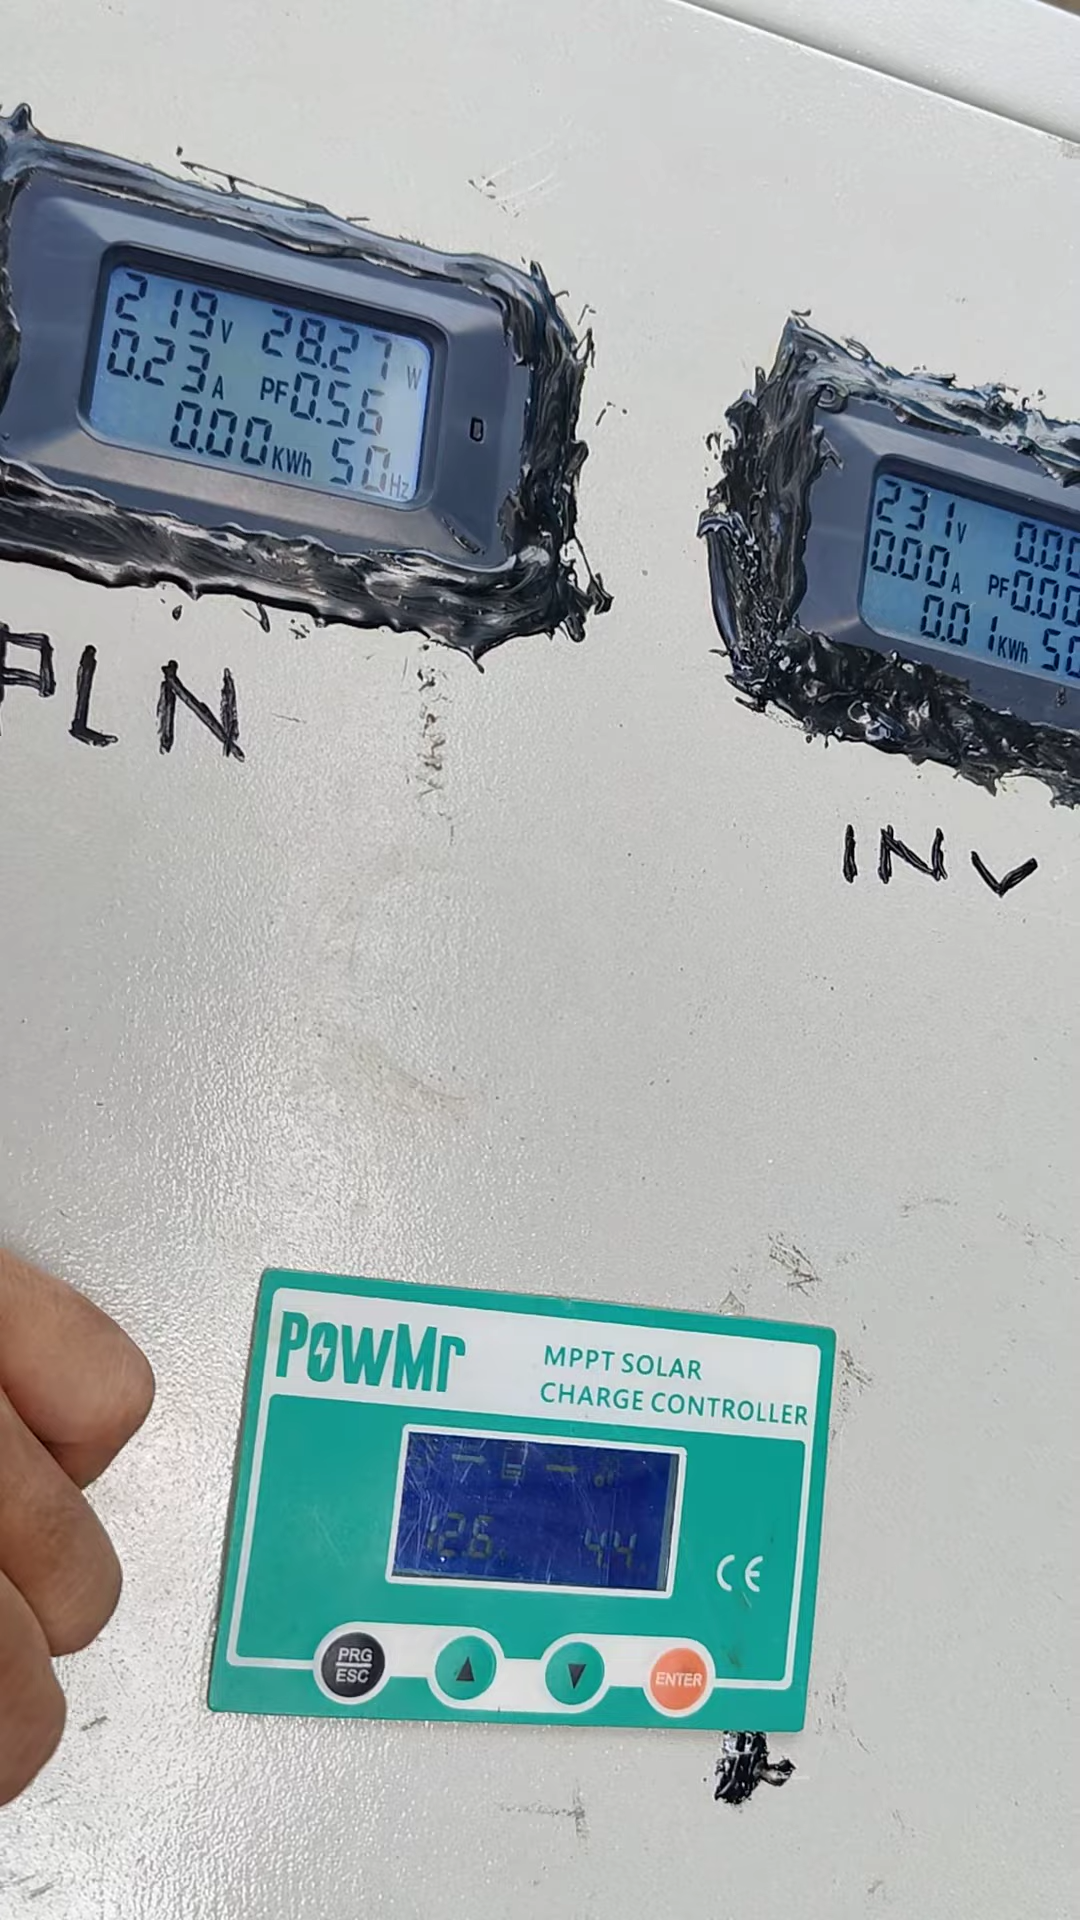 219V 28.27W
0.23A PF0.56
0.00KWh 50Hz
PLN
231V 0.00
0.00A PF0.00
0.01KWh 50
INV
PowMr
MPPT SOLAR
CHARGE CONTROLLER
12.6 44
CE
PRG
ESC
ENTER